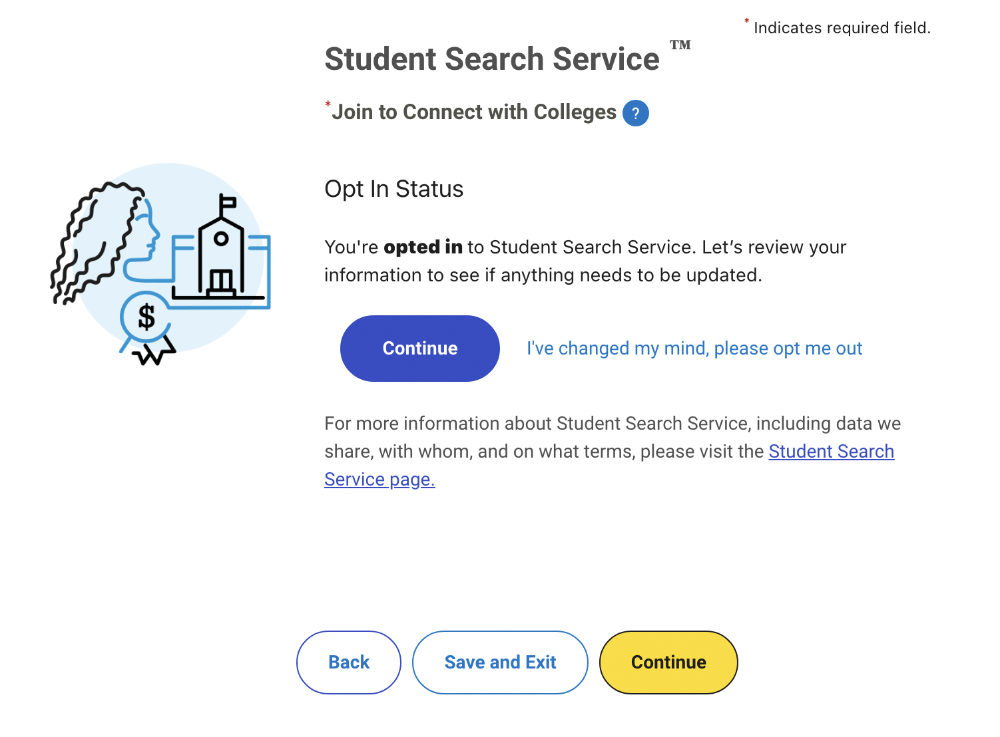 * Indicates required field.
Student Search Service ™
*Join to Connect with Colleges ?
Opt In Status
You're opted in to Student Search Service. Let’s review your
information to see if anything needs to be updated.
$
Continue I've changed my mind, please opt me out
For more information about Student Search Service, including data we
share, with whom, and on what terms, please visit the Student Search
Service page.
Back Save and Exit Continue